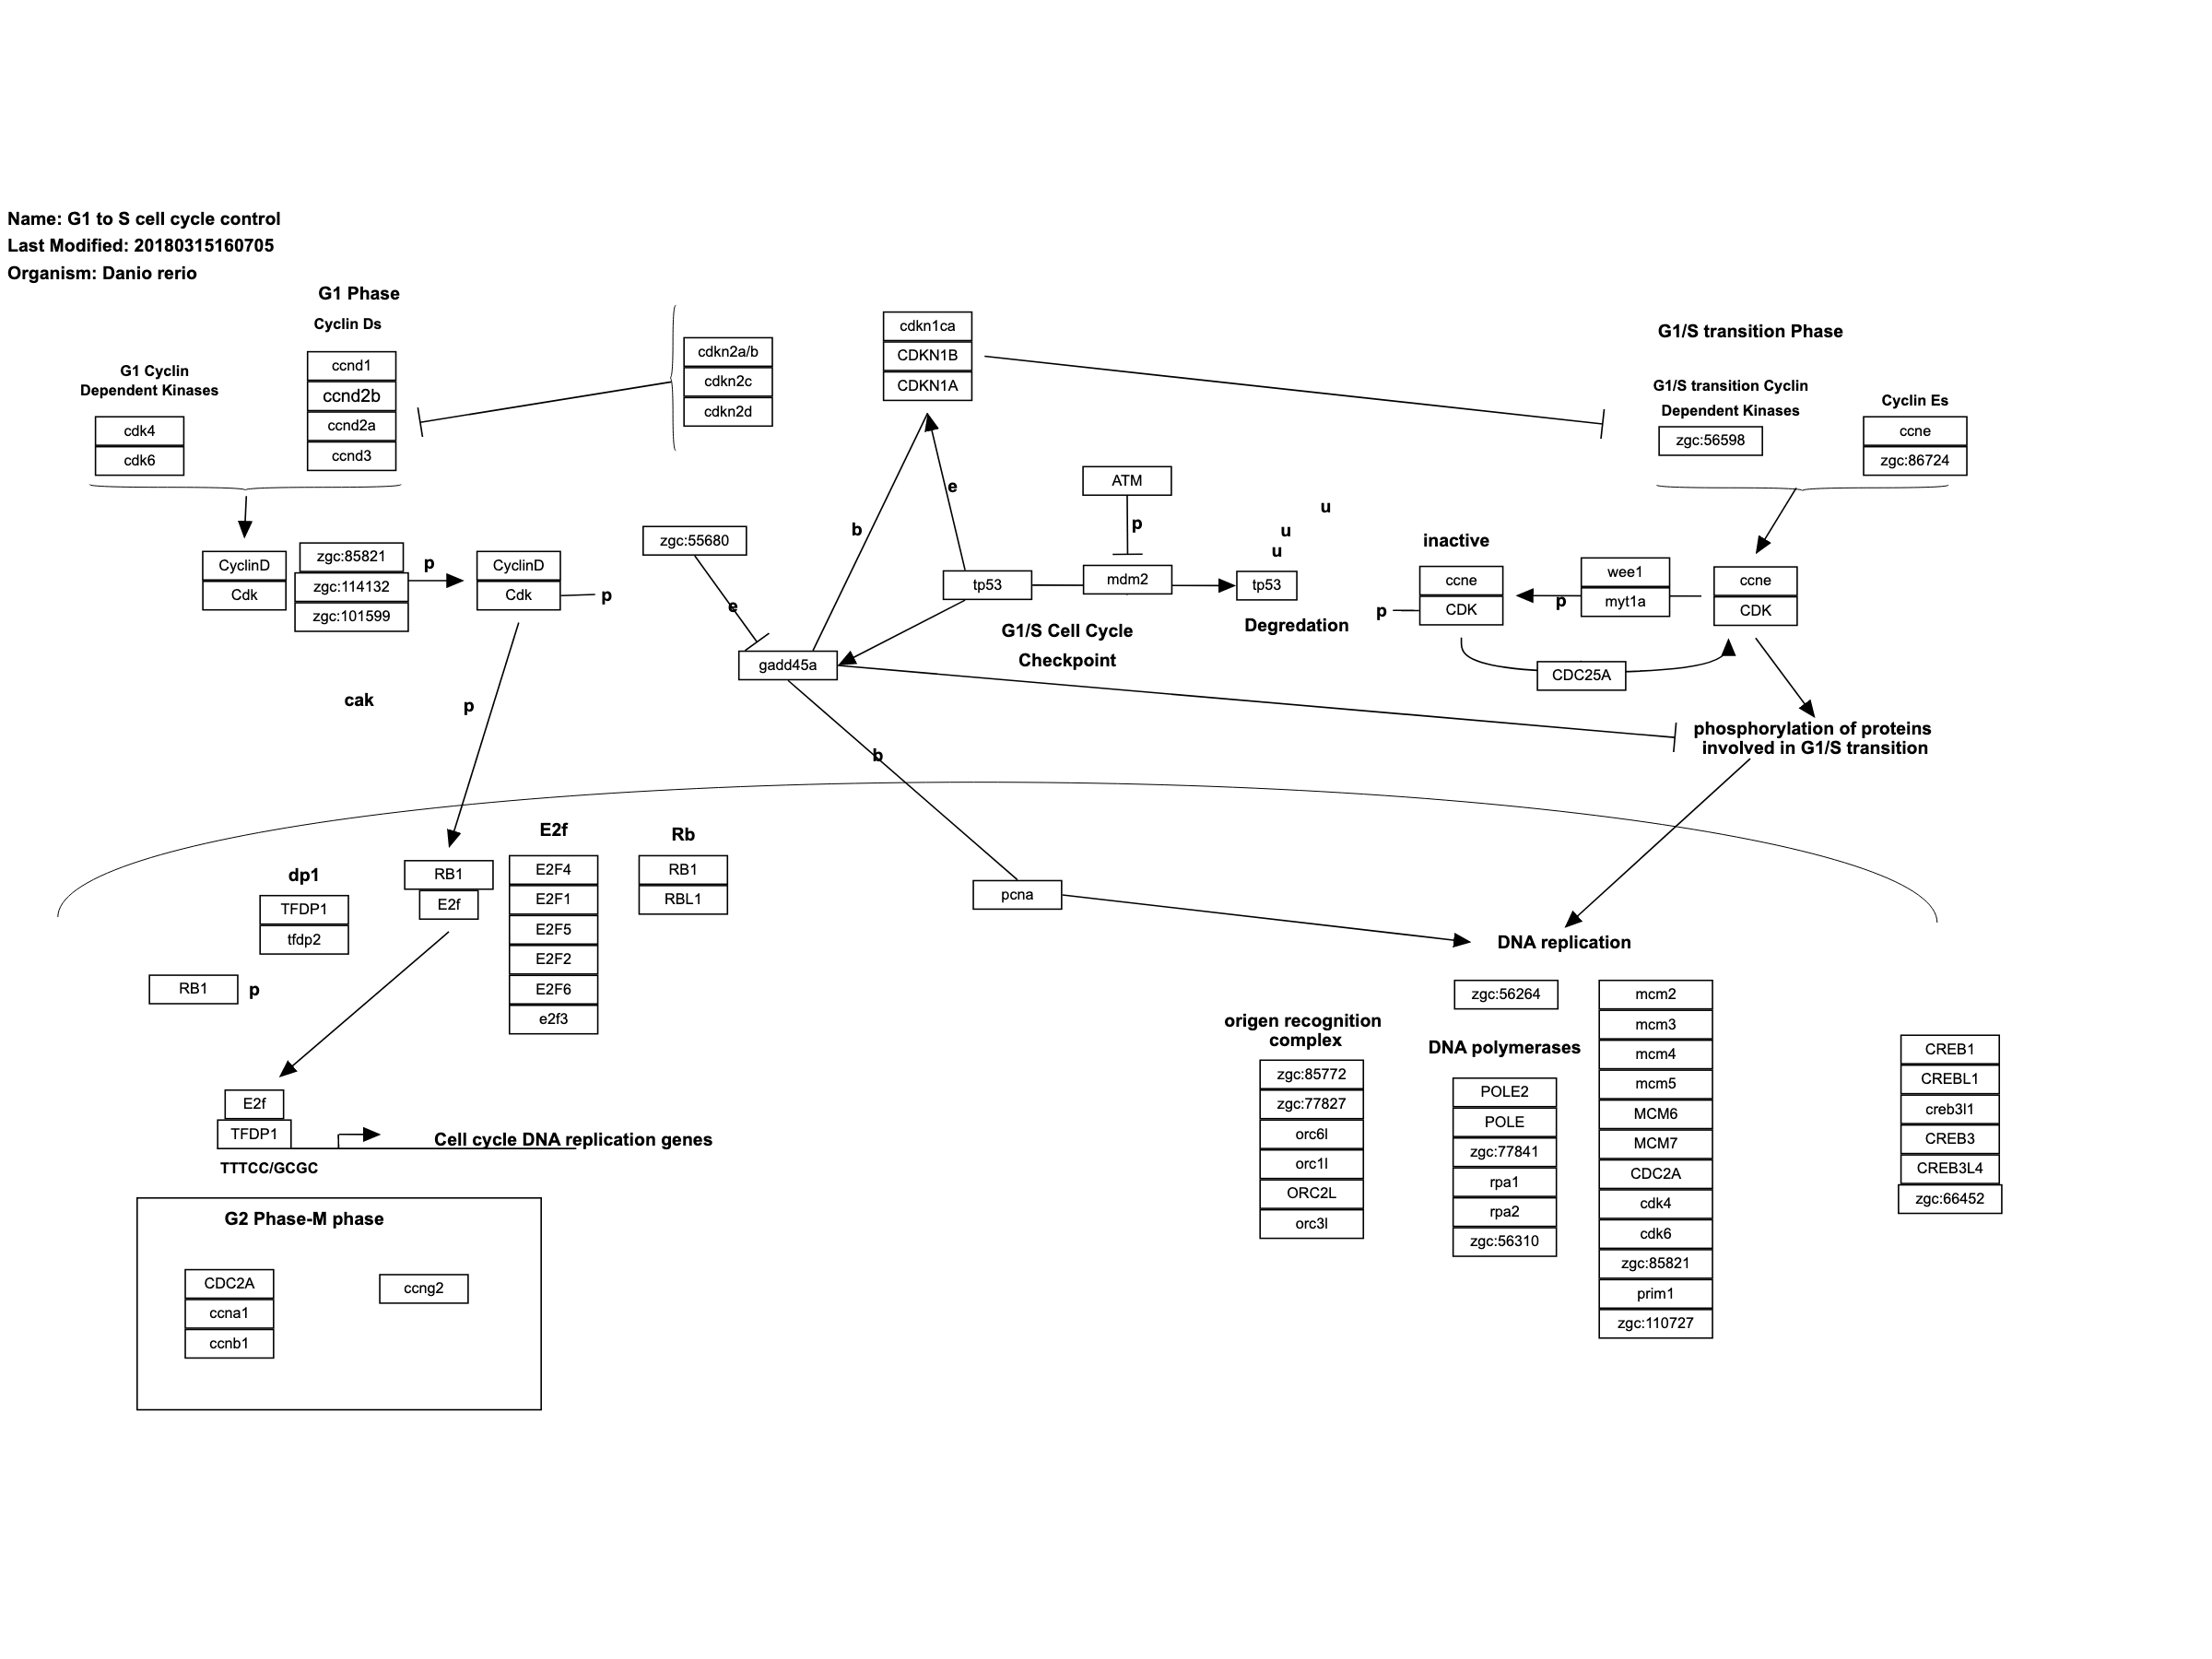 Name: G1 to S cell cycle control
Last Modified: 20180315160705
Organism: Danio rerio
G1 Phase
Cyclin Ds
ccnd1
ccnd2b
ccnd2a
ccnd3
G1 Cyclin
Dependent Kinases
cdk4
cdk6
cdkn2a/b
cdkn2c
cdkn2d
cdkn1ca
CDKN1B
CDKN1A
G1/S transition Phase
G1/S transition Cyclin
Dependent Kinases
zgc:56598
Cyclin Es
ccne
zgc:86724
CyclinD
Cdk
zgc:85821
zgc:114132
zgc:101599
p
CyclinD
Cdk
p
zgc:55680
e
b
e
ATM
p
u
u
u
tp53
mdm2
tp53
Degredation
G1/S Cell Cycle
Checkpoint
gadd45a
inactive
ccne
CDK
p
wee1
myt1a
p
ccne
CDK
CDC25A
phosphorylation of proteins
involved in G1/S transition
cak
p
b
E2f
Rb
dp1
TFDP1
tfdp2
RB1
E2f
E2F4
E2F1
E2F5
E2F2
E2F6
e2f3
RB1
RBL1
RB1
p
pcna
DNA replication
zgc:56264
origen recognition
complex
zgc:85772
zgc:77827
orc6l
orc1l
ORC2L
orc3l
DNA polymerases
POLE2
POLE
zgc:77841
rpa1
rpa2
zgc:56310
mcm2
mcm3
mcm4
mcm5
MCM6
MCM7
CDC2A
cdk4
cdk6
zgc:85821
prim1
zgc:110727
CREB1
CREBL1
creb3l1
CREB3
CREB3L4
zgc:66452
E2f
TFDP1
Cell cycle DNA replication genes
TTTCC/GCGC
G2 Phase-M phase
CDC2A
ccna1
ccnb1
ccng2